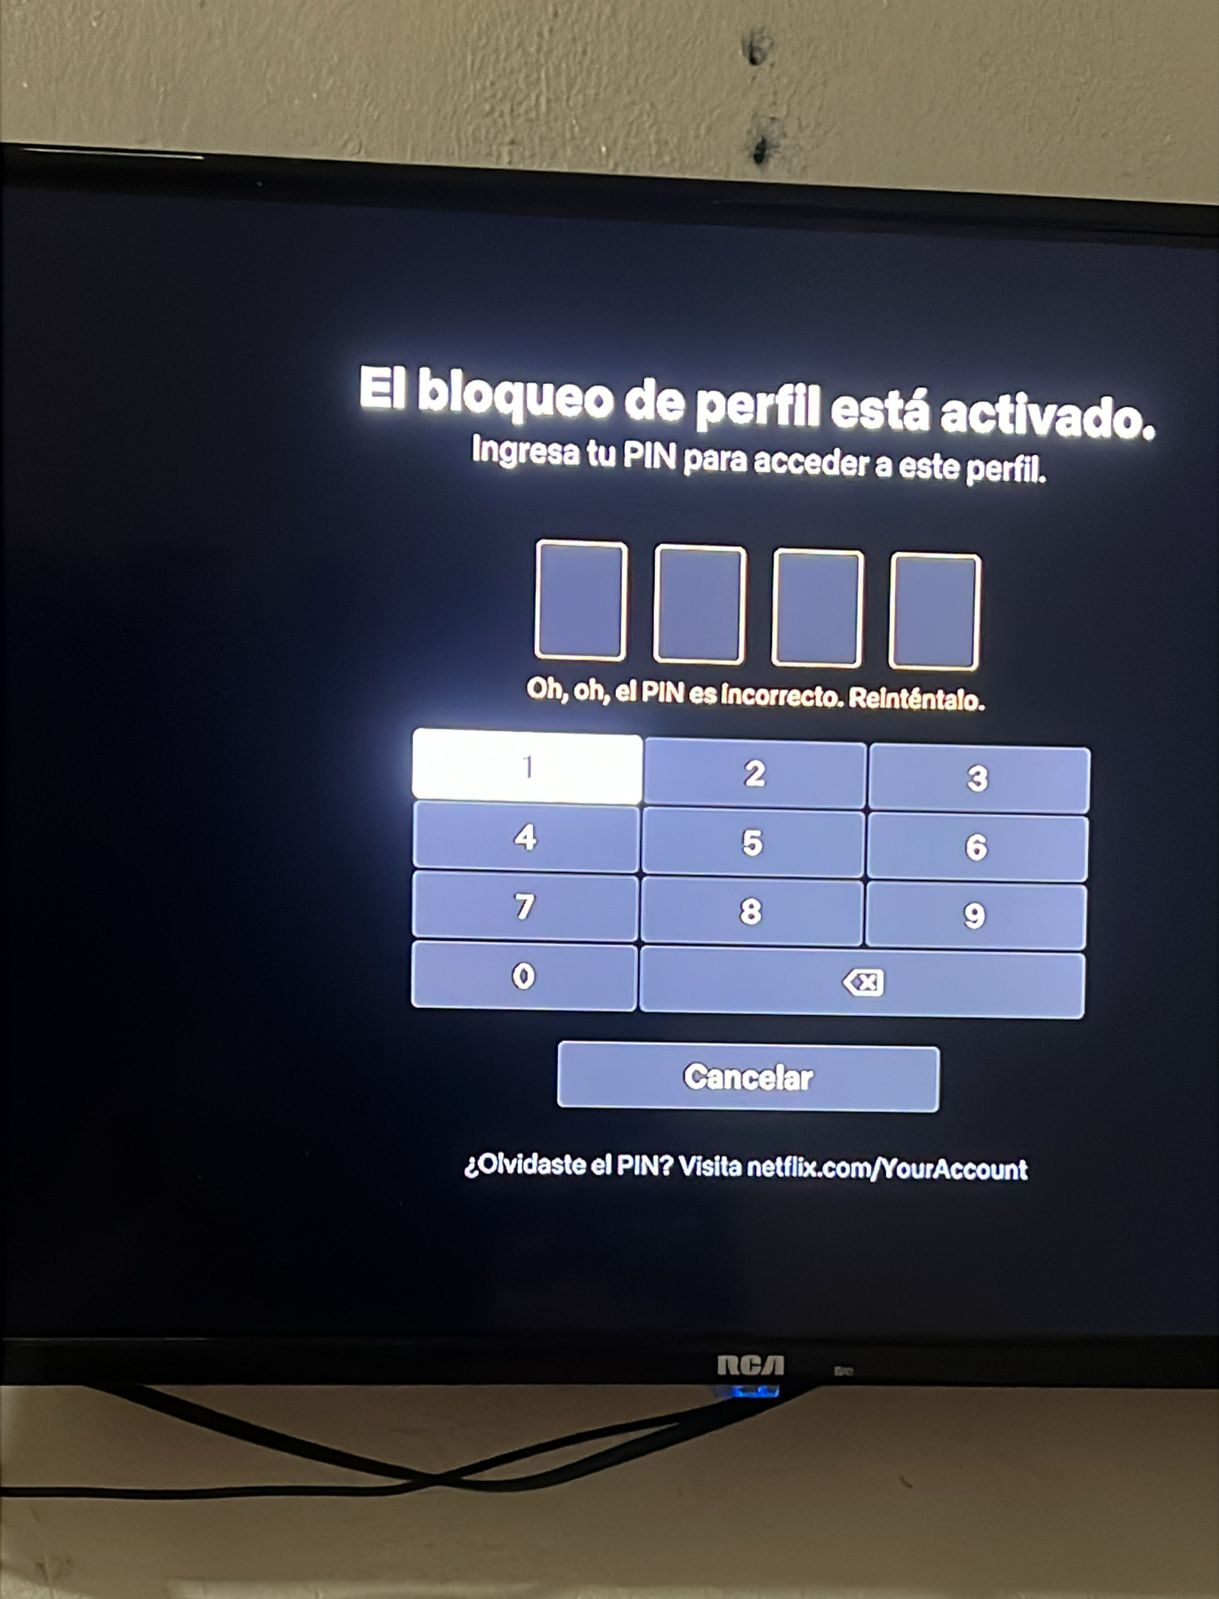 El bloqueo de perfil está activado.
Ingresa tu PIN para acceder a este perfil.
Oh, oh, el PIN es incorrecto. Reinténtalo.
1 2 3
4 5 6
7 8 9
0
Cancelar
¿Olvidaste el PIN? Visita netflix.com/YourAccount
RCA